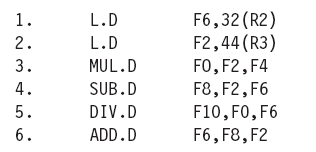 1. L.D F6,32(R2)
2. L.D F2,44(R3)
3. MUL.D F0,F2,F4
4. SUB.D F8,F2,F6
5. DIV.D F10,F0,F6
6. ADD.D F6,F8,F2